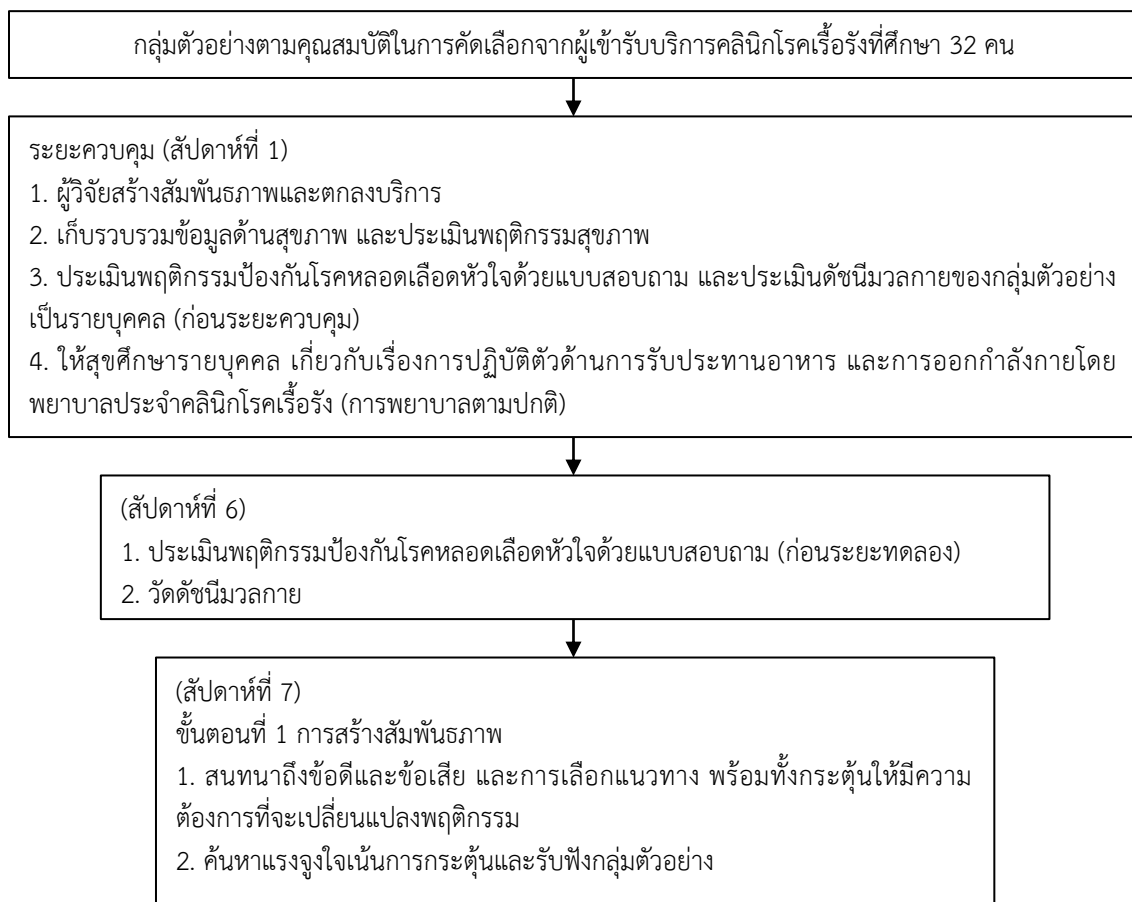 กลุ่มตัวอย่างตามคุณสมบัติในการคัดเลือกจากผู้เข้ารับบริการคลินิกโรคเรื้อรังที่ศึกษา 32 คน
ระยะควบคุม (สัปดาห์ที่ 1)
1. ผู้วิจัยสร้างสัมพันธภาพและตกลงบริการ
2. เก็บรวบรวมข้อมูลด้านสุขภาพ และประเมินพฤติกรรมสุขภาพ
3. ประเมินพฤติกรรมป้องกันโรคหลอดเลือดหัวใจด้วยแบบสอบถาม และประเมินดัชนีมวลกายของกลุ่มตัวอย่าง
เป็นรายบุคคล (ก่อนระยะควบคุม)
4. ให้สุขศึกษารายบุคคล เกี่ยวกับเรื่องการปฏิบัติตัวด้านการรับประทานอาหาร และการออกกำลังกายโดย
พยาบาลประจำคลินิกโรคเรื้อรัง (การพยาบาลตามปกติ)
(สัปดาห์ที่ 6)
1. ประเมินพฤติกรรมป้องกันโรคหลอดเลือดหัวใจด้วยแบบสอบถาม (ก่อนระยะทดลอง)
2. วัดดัชนีมวลกาย
(สัปดาห์ที่ 7)
ขั้นตอนที่ 1 การสร้างสัมพันธภาพ
1. สนทนาถึงข้อดีและข้อเสีย และการเลือกแนวทาง พร้อมทั้งกระตุ้นให้มีความ
ต้องการที่จะเปลี่ยนแปลงพฤติกรรม
2. ค้นหาแรงจูงใจเน้นการกระตุ้นและรับฟังกลุ่มตัวอย่าง